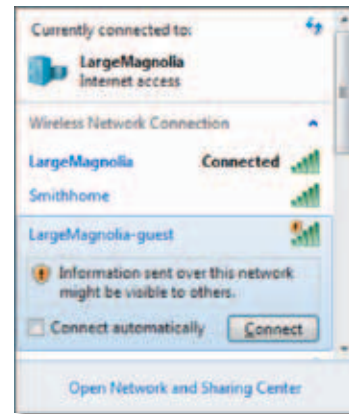 Currently connected to:
LargeMagnolia
Internet access
Wireless Network Connection
LargeMagnolia Connected
Smithhome
LargeMagnolia-guest
Information sent over this network
might be visible to others.
Connect automatically Connect
Open Network and Sharing Center